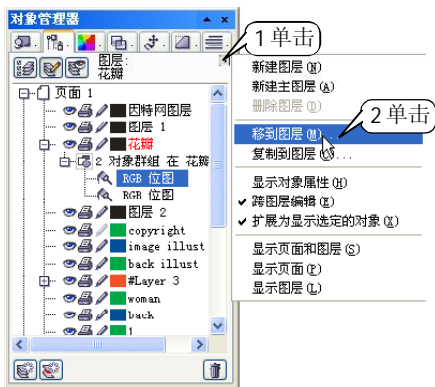 对象管理器
图层:
花瓣
1单击
页面 1
因特网图层
图层 1
花瓣
2 对象群组 在 花瓣
RGB 位图
RGB 位图
图层 2
copyright
image illust
back illust
#Layer 3
woman
back
1
新建图层(N)
新建主图层(A)
删除图层(D)
移到图层(M)...
2单击
复制到图层(C)...
显示对象属性(H)
跨图层编辑(E)
扩展为显示选定的对象(X)
显示页面和图层(S)
显示页面(P)
显示图层(L)